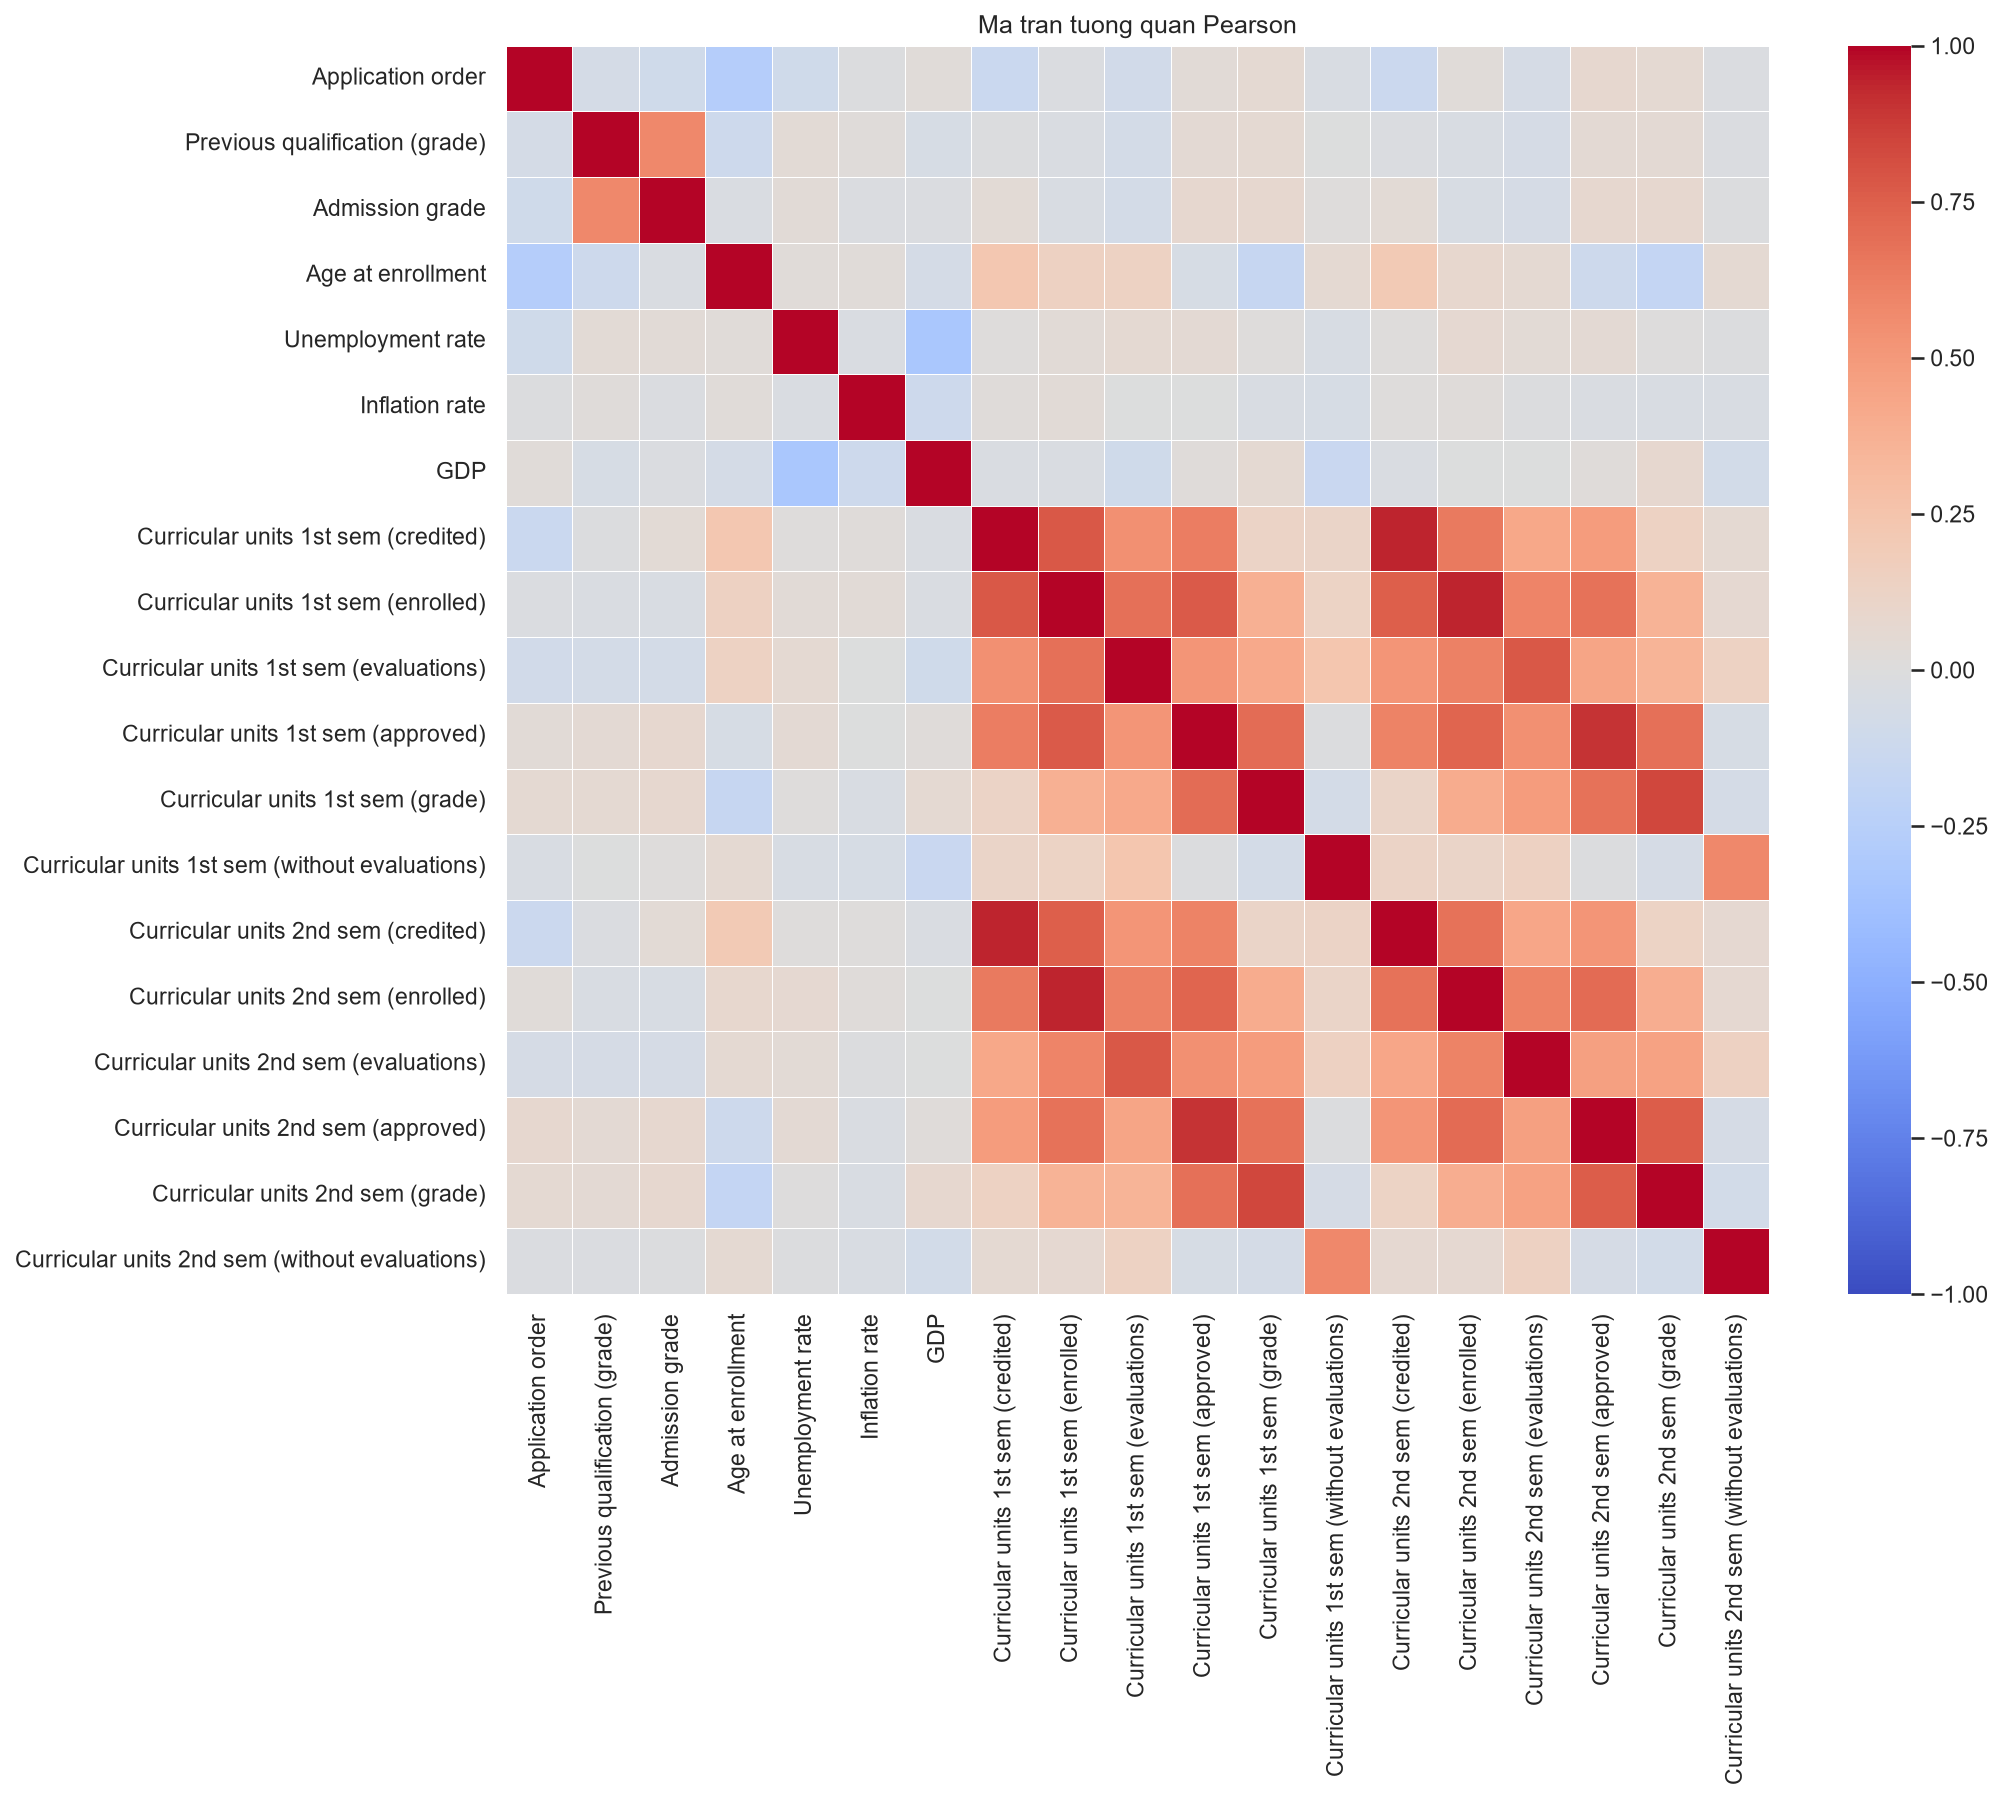 Ma tran tuong quan Pearson
Application order
Previous qualification (grade)
Admission grade
Age at enrollment
Unemployment rate
Inflation rate
GDP
Curricular units 1st sem (credited)
Curricular units 1st sem (enrolled)
Curricular units 1st sem (evaluations)
Curricular units 1st sem (approved)
Curricular units 1st sem (grade)
Curricular units 1st sem (without evaluations)
Curricular units 2nd sem (credited)
Curricular units 2nd sem (enrolled)
Curricular units 2nd sem (evaluations)
Curricular units 2nd sem (approved)
Curricular units 2nd sem (grade)
Curricular units 2nd sem (without evaluations)
Application order
Previous qualification (grade)
Admission grade
Age at enrollment
Unemployment rate
Inflation rate
GDP
Curricular units 1st sem (credited)
Curricular units 1st sem (enrolled)
Curricular units 1st sem (evaluations)
Curricular units 1st sem (approved)
Curricular units 1st sem (grade)
Curricular units 1st sem (without evaluations)
Curricular units 2nd sem (credited)
Curricular units 2nd sem (enrolled)
Curricular units 2nd sem (evaluations)
Curricular units 2nd sem (approved)
Curricular units 2nd sem (grade)
Curricular units 2nd sem (without evaluations)
1.00
0.75
0.50
0.25
0.00
−0.25
−0.50
−0.75
−1.00